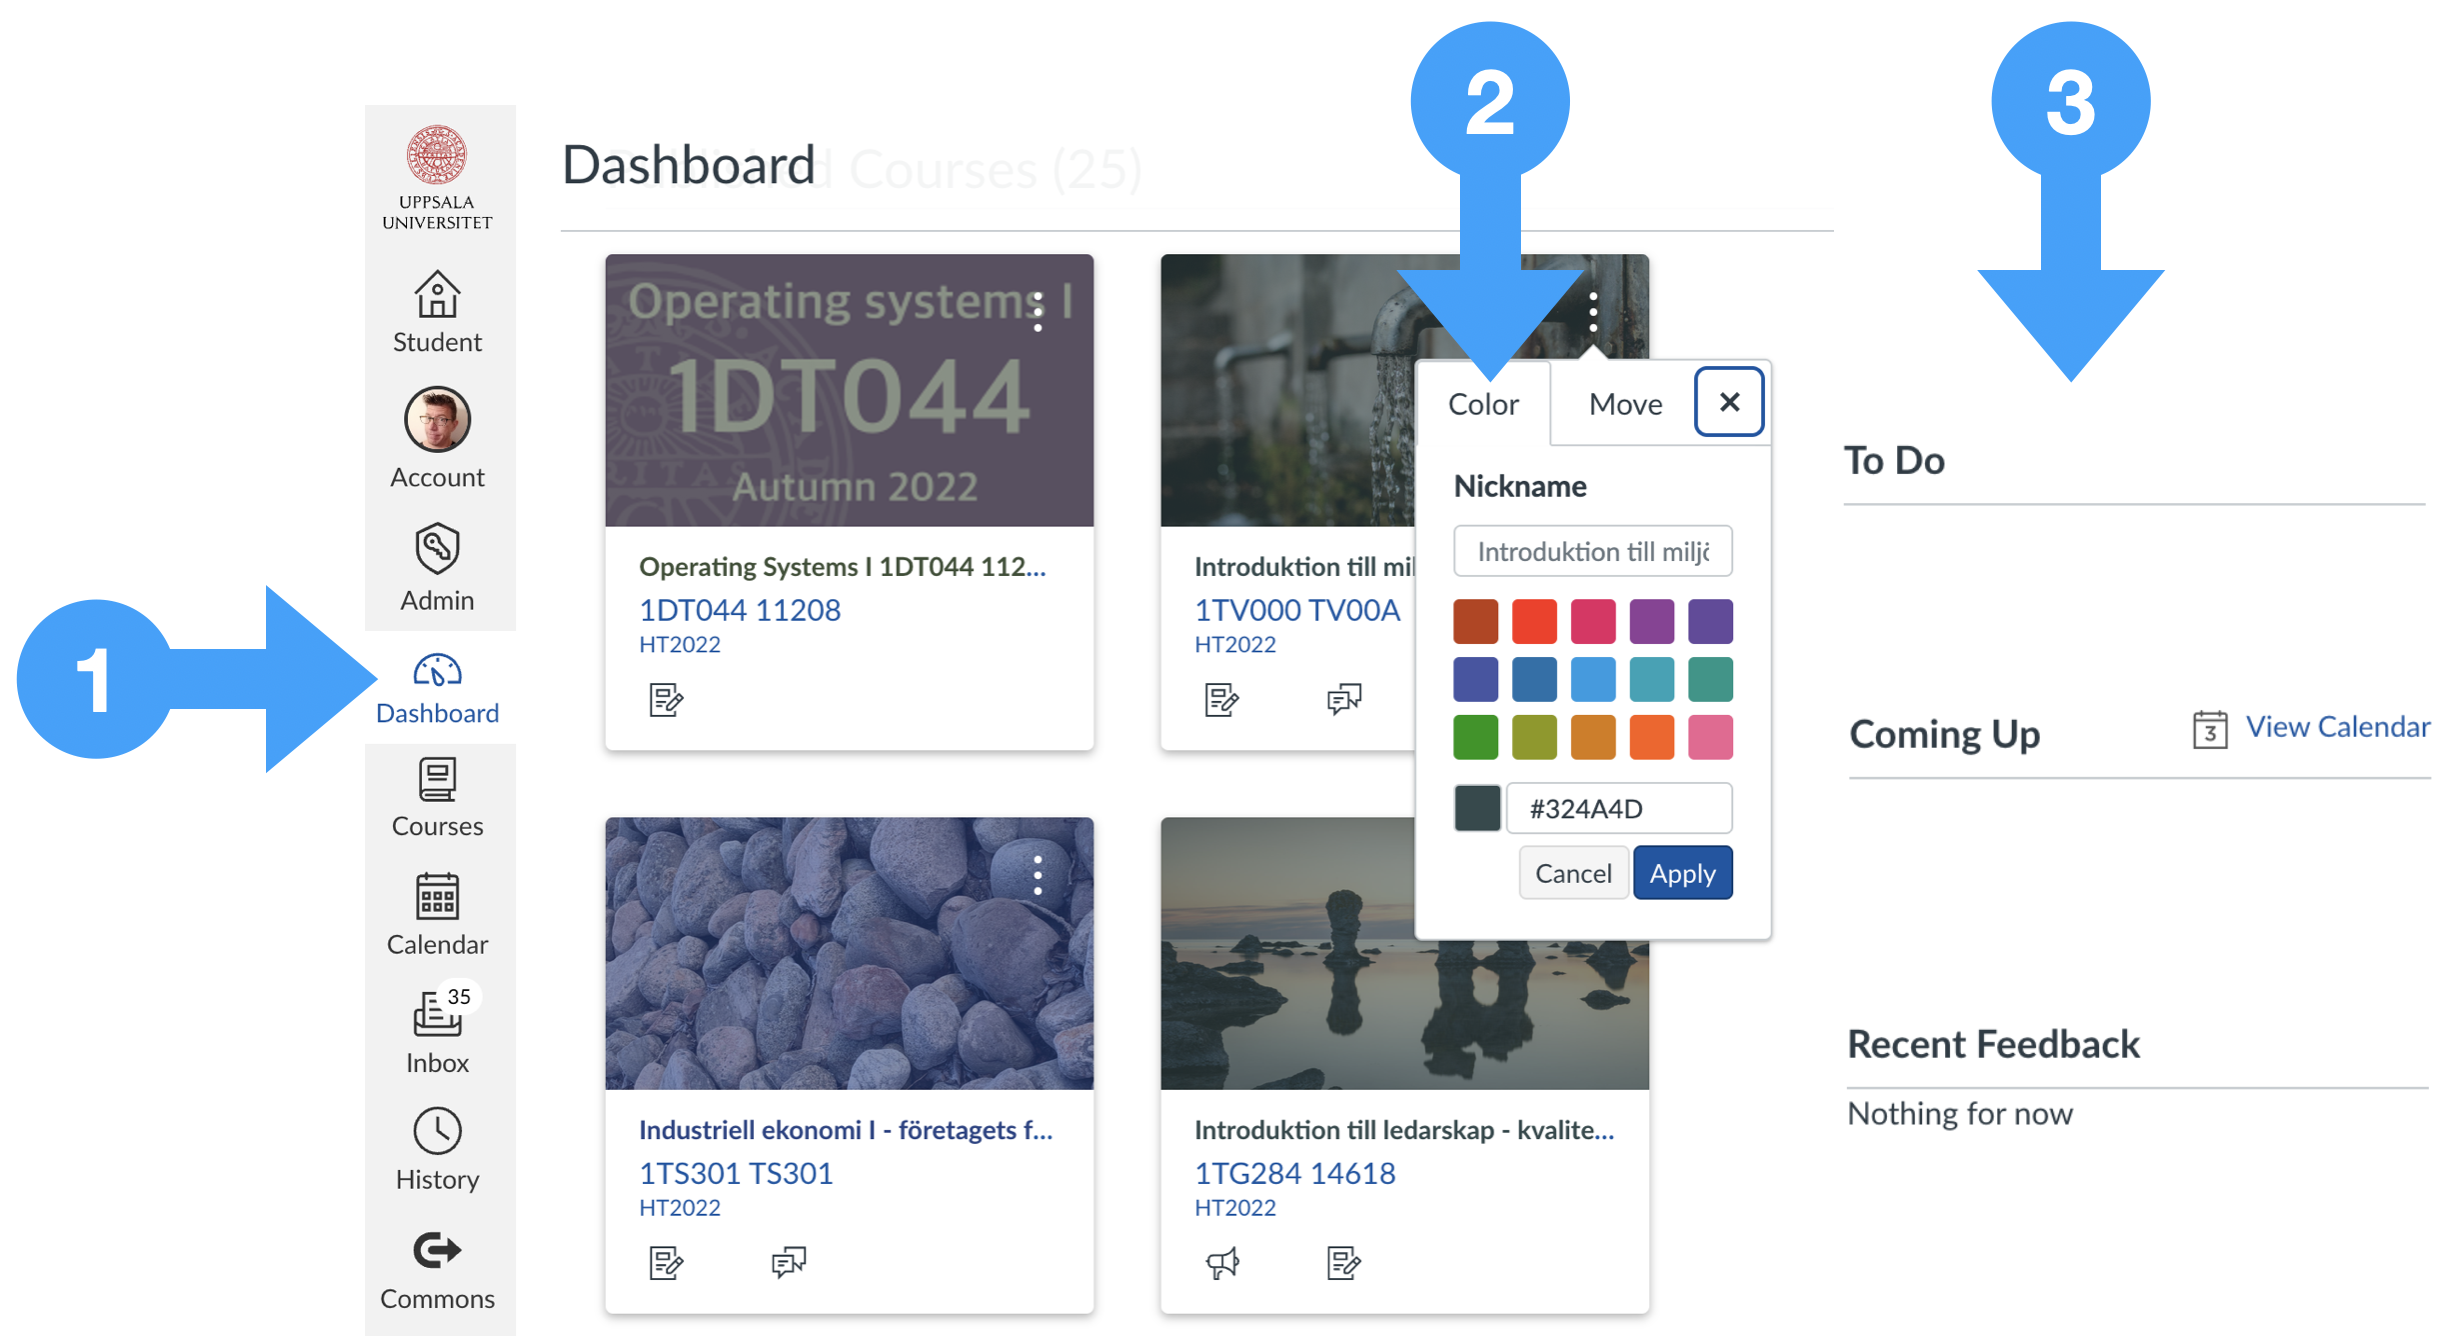 2
3
UPPSALA
UNIVERSITET
Dashboard
Courses (25)
Student
Account
Admin
1
Dashboard
Courses
Calendar
35
Inbox
History
Commons
Operating systems I
1DT044
Autumn 2022
Operating Systems I 1DT044 112...
1DT044 11208
HT2022
Introduktion till mil
1TV000 TV00A
HT2022
Color
Move
Nickname
Introduktion till miljö
#324A4D
Cancel
Apply
Industriell ekonomi I - företagets f...
1TS301 TS301
HT2022
Introduktion till ledarskap - kvalite...
1TG284 14618
HT2022
To Do
Coming Up
3
View Calendar
Recent Feedback
Nothing for now